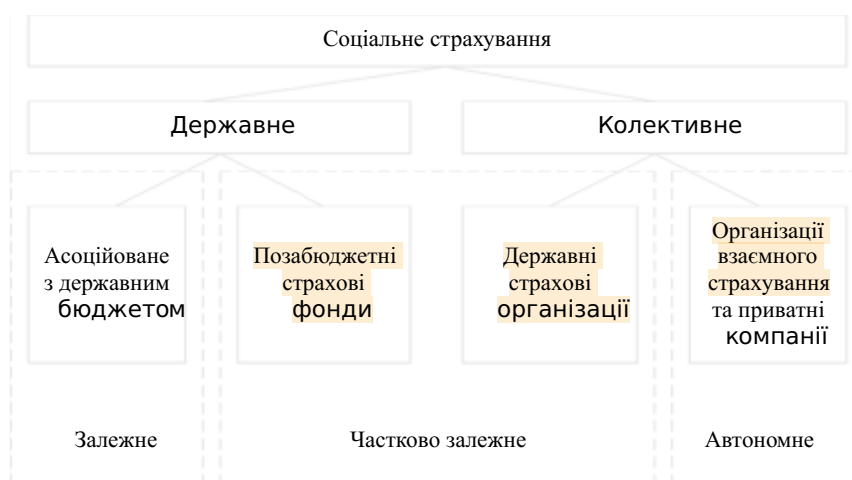 Соціальне страхування
Державне
Колективне
Асоційоване
з державним
бюджетом
Позабюджетні
страхові
фонди
Державні
страхові
організації
Організації
взаємного
страхування
та приватні
компанії
Залежне
Частково залежне
Автономне